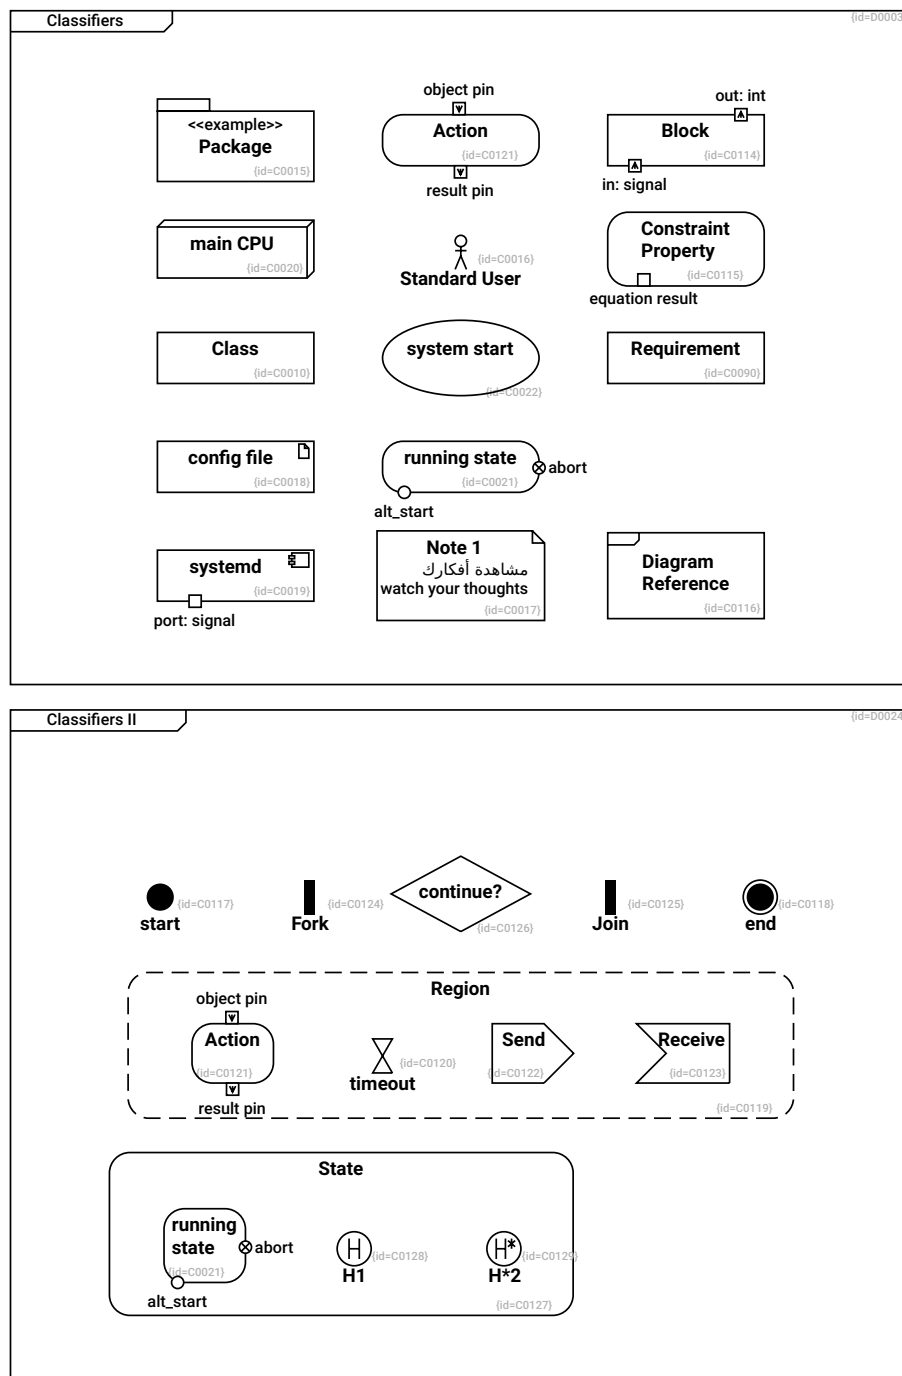 Classifiers
{id=D0003
object pin
out: int
<<example>>
Package
{id=C0015}
Action
{id=C0121}
Block
{id=C0114}
result pin
in: signal
main CPU
{id=C0020}
{id=C0016}
Standard User
Constraint
Property
{id=C0115}
equation result
Class
{id=C0010}
system start
{id=C0022}
Requirement
{id=C0090}
config file
{id=C0018}
running state
{id=C0021}
abort
alt_start
systemd
{id=C0019}
port: signal
Note 1
مشاهدة أفكارك
watch your thoughts
{id=C0017}
Diagram
Reference
{id=C0116}
Classifiers II
{id=D0024
{id=C0117}
start
{id=C0124}
Fork
continue?
{id=C0126}
{id=C0125}
Join
{id=C0118}
end
Region
object pin
Action
{id=C0121}
result pin
{id=C0120}
timeout
Send
{id=C0122}
Receive
{id=C0123}
{id=C0119}
State
running
state
{id=C0021}
abort
alt_start
H
{id=C0128}
H1
H*
{id=C0129}
H*2
{id=C0127}